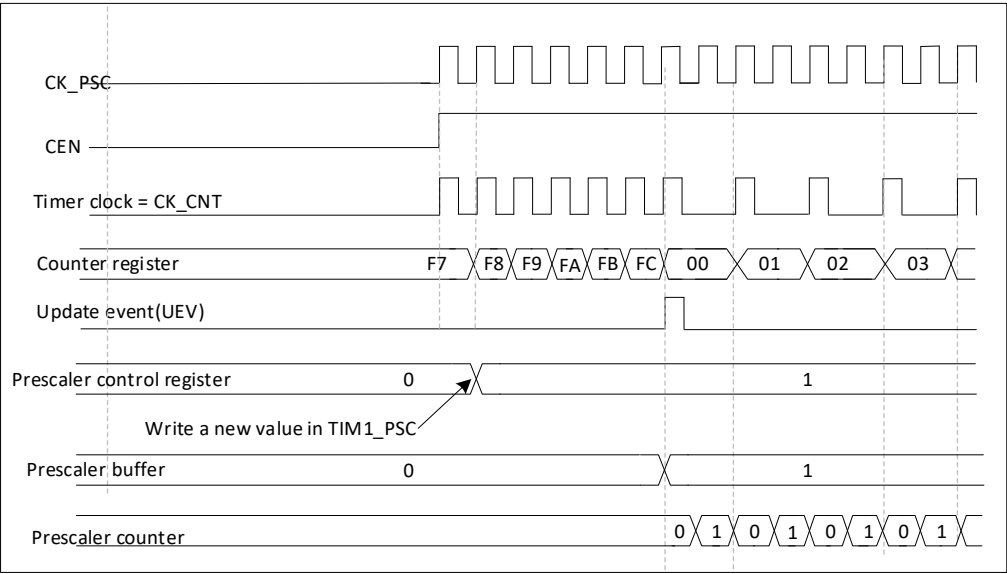 CK_PSC
CEN
Timer clock = CK_CNT
Counter register F7 F8 F9 FA FB FC 00 01 02 03
Update event(UEV)
Prescaler control register 0 1
Write a new value in TIM1_PSC
Prescaler buffer 0 1
Prescaler counter 0 1 0 1 0 1 0 1